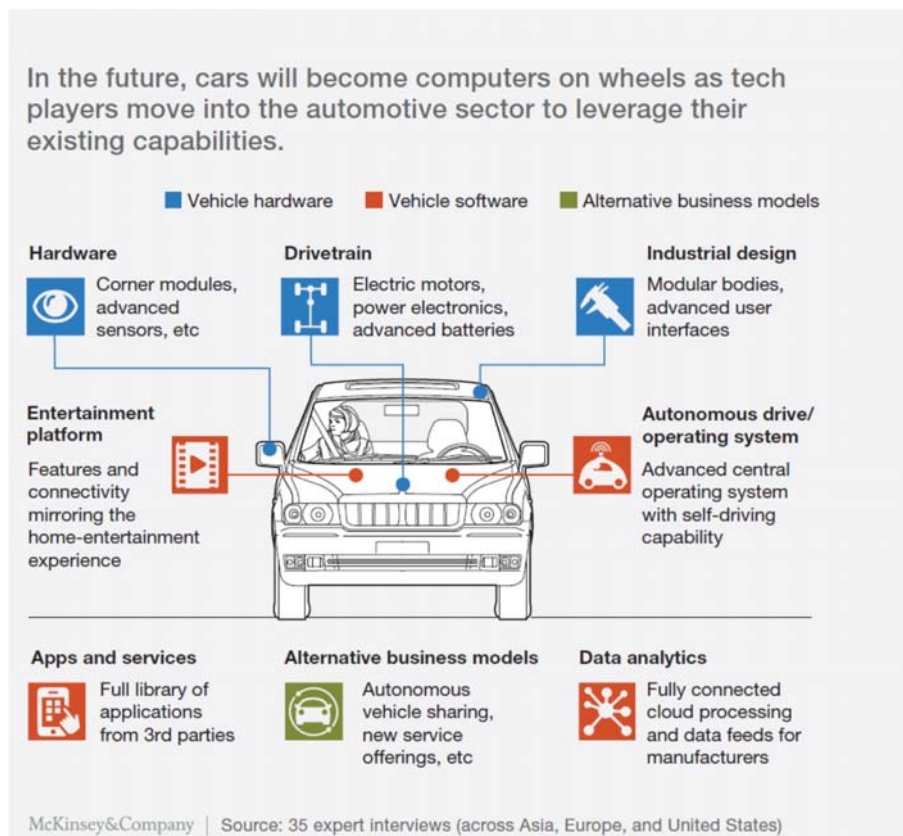 In the future, cars will become computers on wheels as tech
players move into the automotive sector to leverage their
existing capabilities.
Vehicle hardware
Vehicle software
Alternative business models
Hardware
Corner modules,
advanced
sensors, etc
Drivetrain
Electric motors,
power electronics,
advanced batteries
Industrial design
Modular bodies,
advanced user
interfaces
Entertainment
platform
Features and
connectivity
mirroring the
home-entertainment
experience
Autonomous drive/
operating system
Advanced central
operating system
with self-driving
capability
Apps and services
Full library of
applications
from 3rd parties
Alternative business models
Autonomous
vehicle sharing,
new service
offerings, etc
Data analytics
Fully connected
cloud processing
and data feeds for
manufacturers
McKinsey&Company | Source: 35 expert interviews (across Asia, Europe, and United States)